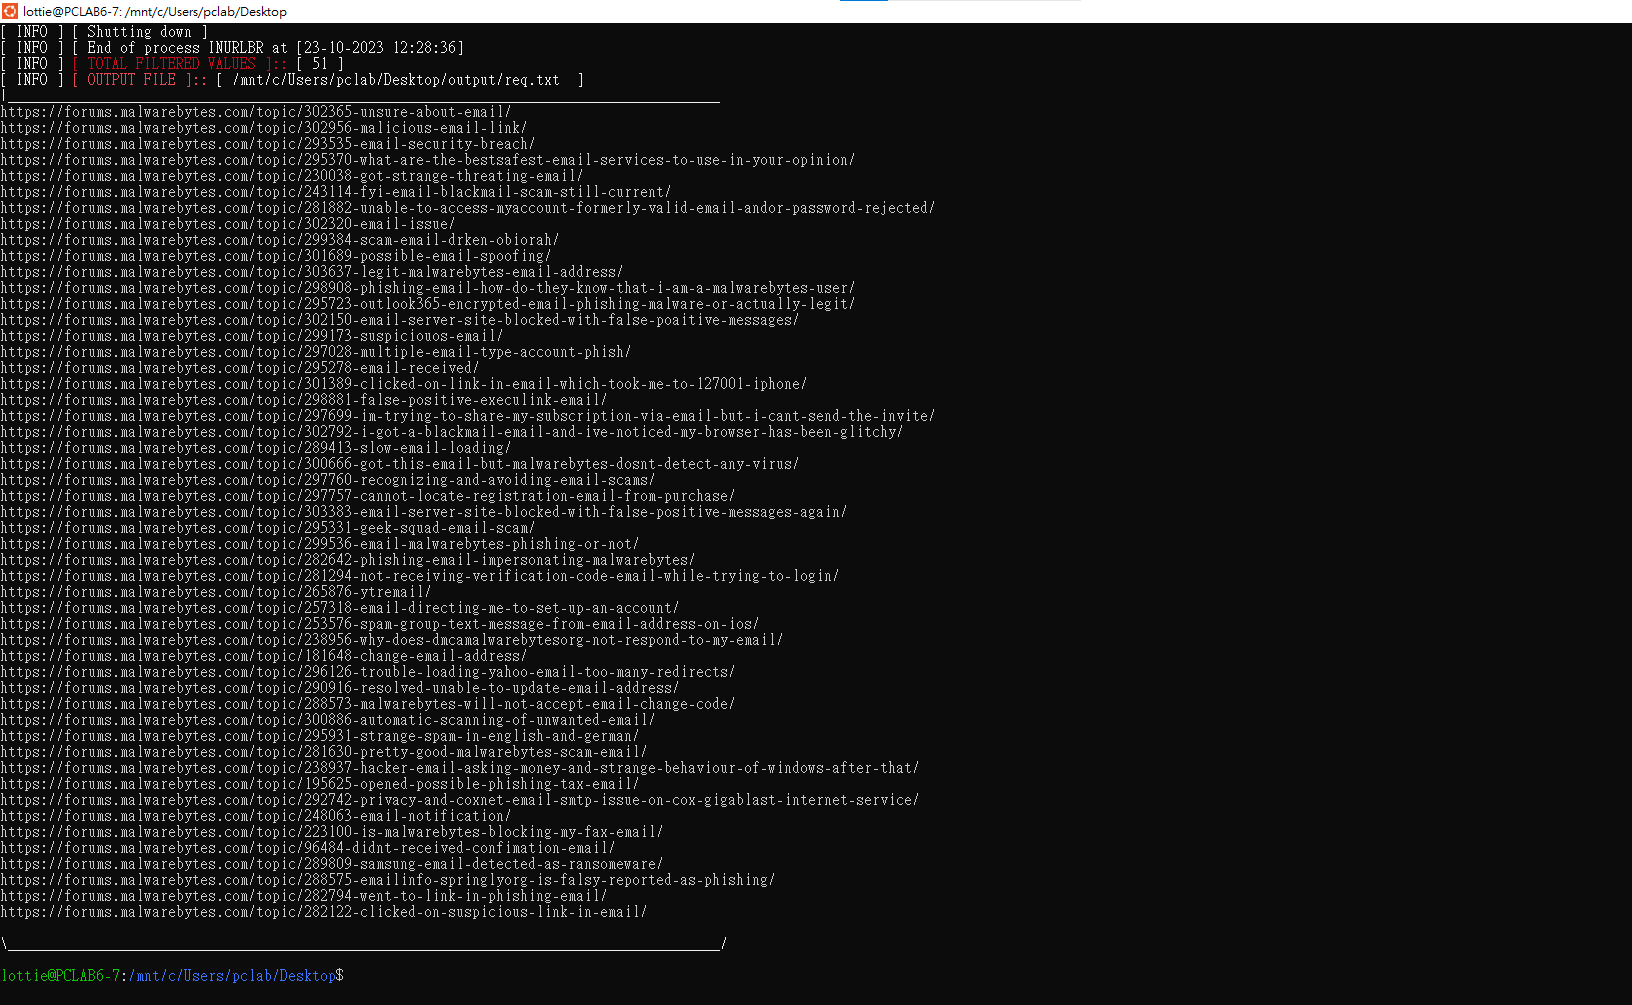 lottie@PCLAB6-7: /mnt/c/Users/pclab/Desktop
[ INFO ] [ Shutting down ]
[ INFO ] [ End of process INURLBR at [23-10-2023 12:28:36]
[ INFO ] [ TOTAL FILTERED VALUES ]:: [ 51 ]
[ INFO ] [ OUTPUT FILE ]:: [ /mnt/c/Users/pclab/Desktop/output/req.txt  ]
|_________________________________________________________________________________________
https://forums.malwarebytes.com/topic/302365-unsure-about-email/
https://forums.malwarebytes.com/topic/302956-malicious-email-link/
https://forums.malwarebytes.com/topic/293535-email-security-breach/
https://forums.malwarebytes.com/topic/295370-what-are-the-bestsafest-email-services-to-use-in-your-opinion/
https://forums.malwarebytes.com/topic/230038-got-strange-threating-email/
https://forums.malwarebytes.com/topic/243114-fyi-email-blackmail-scam-still-current/
https://forums.malwarebytes.com/topic/281882-unable-to-access-myaccount-formerly-valid-email-andor-password-rejected/
https://forums.malwarebytes.com/topic/302320-email-issue/
https://forums.malwarebytes.com/topic/299384-scam-email-drken-obiorah/
https://forums.malwarebytes.com/topic/301689-possible-email-spoofing/
https://forums.malwarebytes.com/topic/303637-legit-malwarebytes-email-address/
https://forums.malwarebytes.com/topic/298908-phishing-email-how-do-they-know-that-i-am-a-malwarebytes-user/
https://forums.malwarebytes.com/topic/295723-outlook365-encrypted-email-phishing-malware-or-actually-legit/
https://forums.malwarebytes.com/topic/302150-email-server-site-blocked-with-false-poaitive-messages/
https://forums.malwarebytes.com/topic/299173-suspiciouos-email/
https://forums.malwarebytes.com/topic/297028-multiple-email-type-account-phish/
https://forums.malwarebytes.com/topic/295278-email-received/
https://forums.malwarebytes.com/topic/301389-clicked-on-link-in-email-which-took-me-to-127001-iphone/
https://forums.malwarebytes.com/topic/298881-false-positive-execulink-email/
https://forums.malwarebytes.com/topic/297699-im-trying-to-share-my-subscription-via-email-but-i-cant-send-the-invite/
https://forums.malwarebytes.com/topic/302792-i-got-a-blackmail-email-and-ive-noticed-my-browser-has-been-glitchy/
https://forums.malwarebytes.com/topic/289413-slow-email-loading/
https://forums.malwarebytes.com/topic/300666-got-this-email-but-malwarebytes-dosnt-detect-any-virus/
https://forums.malwarebytes.com/topic/297760-recognizing-and-avoiding-email-scams/
https://forums.malwarebytes.com/topic/297757-cannot-locate-registration-email-from-purchase/
https://forums.malwarebytes.com/topic/303383-email-server-site-blocked-with-false-positive-messages-again/
https://forums.malwarebytes.com/topic/295331-geek-squad-email-scam/
https://forums.malwarebytes.com/topic/299536-email-malwarebytes-phishing-or-not/
https://forums.malwarebytes.com/topic/282642-phishing-email-impersonating-malwarebytes/
https://forums.malwarebytes.com/topic/281294-not-receiving-verification-code-email-while-trying-to-login/
https://forums.malwarebytes.com/topic/265876-ytremail/
https://forums.malwarebytes.com/topic/257318-email-directing-me-to-set-up-an-account/
https://forums.malwarebytes.com/topic/253576-spam-group-text-message-from-email-address-on-ios/
https://forums.malwarebytes.com/topic/238956-why-does-dmcamalwarebytesorg-not-respond-to-my-email/
https://forums.malwarebytes.com/topic/181648-change-email-address/
https://forums.malwarebytes.com/topic/296126-trouble-loading-yahoo-email-too-many-redirects/
https://forums.malwarebytes.com/topic/290916-resolved-unable-to-update-email-address/
https://forums.malwarebytes.com/topic/288573-malwarebytes-will-not-accept-email-change-code/
https://forums.malwarebytes.com/topic/300886-automatic-scanning-of-unwanted-email/
https://forums.malwarebytes.com/topic/295931-strange-spam-in-english-and-german/
https://forums.malwarebytes.com/topic/281630-pretty-good-malwarebytes-scam-email/
https://forums.malwarebytes.com/topic/238937-hacker-email-asking-money-and-strange-behaviour-of-windows-after-that/
https://forums.malwarebytes.com/topic/195625-opened-possible-phishing-tax-email/
https://forums.malwarebytes.com/topic/292742-privacy-and-coxnet-email-smtp-issue-on-cox-gigablast-internet-service/
https://forums.malwarebytes.com/topic/248063-email-notification/
https://forums.malwarebytes.com/topic/223100-is-malwarebytes-blocking-my-fax-email/
https://forums.malwarebytes.com/topic/96484-didnt-received-confimation-email/
https://forums.malwarebytes.com/topic/289809-samsung-email-detected-as-ransomeware/
https://forums.malwarebytes.com/topic/288575-emailinfo-springlyorg-is-falsy-reported-as-phishing/
https://forums.malwarebytes.com/topic/282794-went-to-link-in-phishing-email/
https://forums.malwarebytes.com/topic/282122-clicked-on-suspicious-link-in-email/
\_________________________________________________________________________________________/
lottie@PCLAB6-7:/mnt/c/Users/pclab/Desktop$